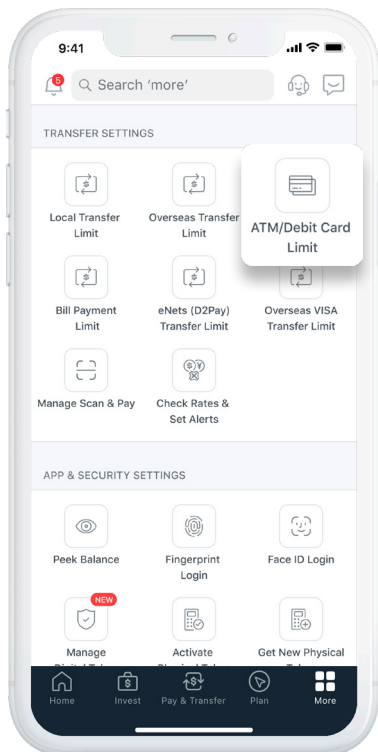 9:41
5
Search ‘more’
TRANSFER SETTINGS
Local Transfer
Limit
Overseas Transfer
Limit
ATM/Debit Card
Limit
Bill Payment
Limit
eNets (D2Pay)
Transfer Limit
Overseas VISA
Transfer Limit
Manage Scan & Pay
Check Rates &
Set Alerts
APP & SECURITY SETTINGS
Peek Balance
Fingerprint
Login
Face ID Login
NEW
Manage
Activate
Get New Physical
Home
Invest
Pay & Transfer
Plan
More